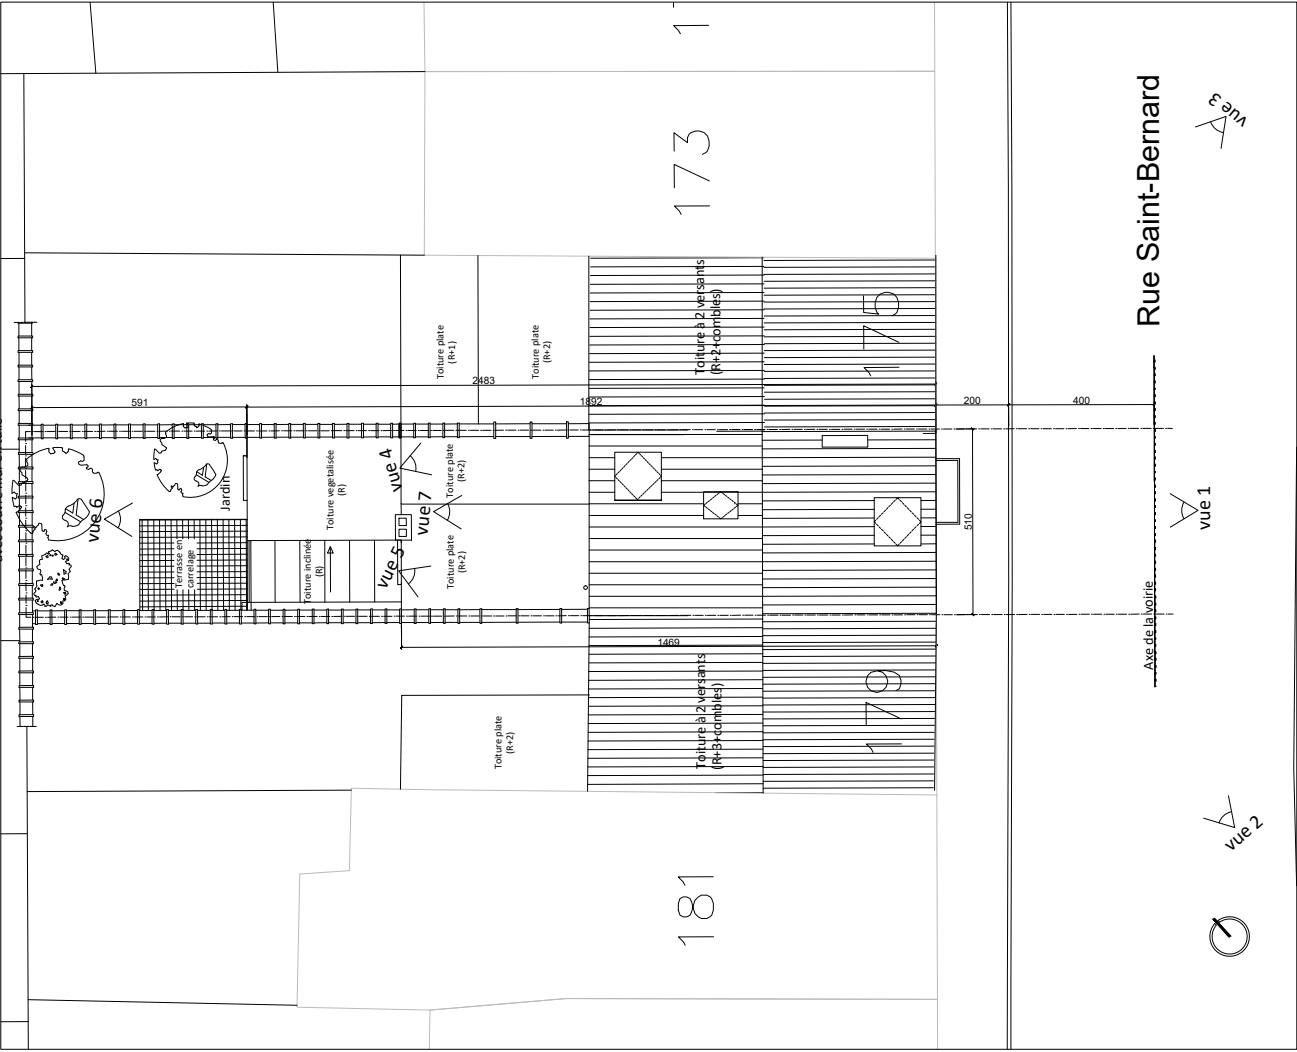 1
173
Rue Saint-Bernard
vue 3
Toiture à 2 versants
(R+2+combles)
175
Toiture plate
(R+1)
Toiture plate
(R+2)
2483
591
1892
200
400
vue 4
Toiture vegetalisée
(R)
Toiture plate
(R+2)
Jardin
vue 6
vue 7
vue 1
510
Terrasse en
carrelage
Toiture inclinée
(R)
vue 5
Toiture plate
(R+2)
Axe de la voirie
1469
Toiture à 2 versants
(R+3+combles)
179
Toiture plate
(R+2)
vue 2
181